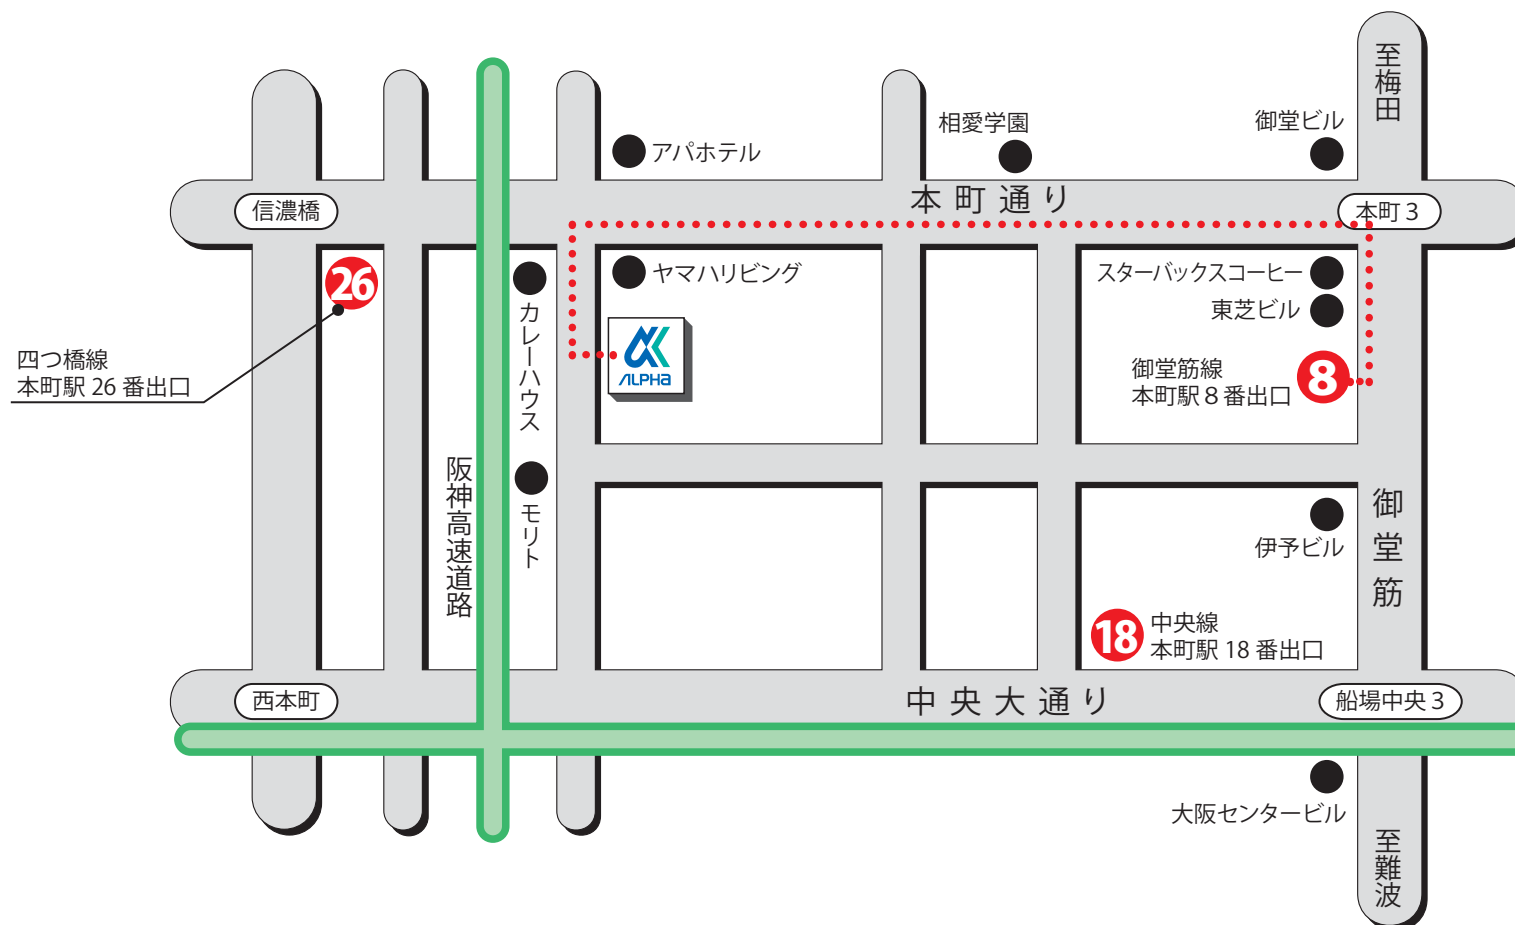 至梅田
相愛学園
御堂ビル
アパホテル
本町通り
信濃橋
本町3
26
ヤマハリビング
スターバックスコーヒー
東芝ビル
カレーハウス
ALPHa
四つ橋線
本町駅 26 番出口
御堂筋線
本町駅 8 番出口
8
阪神高速道路
モリト
御堂筋
伊予ビル
18
中央線
本町駅 18 番出口
西本町
中央大通り
船場中央 3
大阪センタービル
至難波